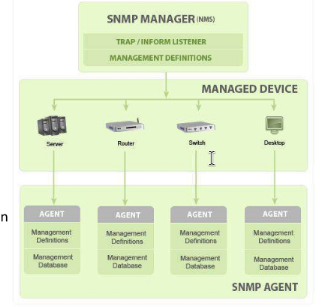 SNMP MANAGER (NMS)
TRAP / INFORM LISTENER
MANAGEMENT DEFINITIONS
MANAGED DEVICE
Server Router Switch Desktop
n
AGENT AGENT AGENT AGENT
Management Management Management Management
Definitions Definitions Definitions Definitions
Management Management Management Management
Database Database Database Database
SNMP AGENT